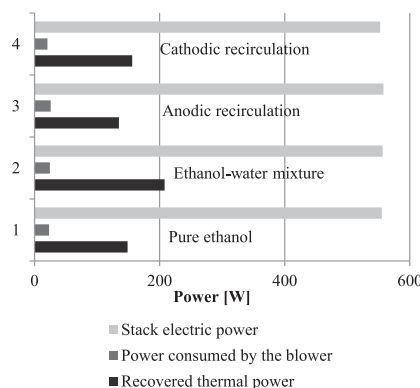 4
Cathodic recirculation
3
Anodic recirculation
2
Ethanol-water mixture
1
Pure ethanol
0 200 400 600
Power [W]
Stack electric power
Power consumed by the blower
Recovered thermal power